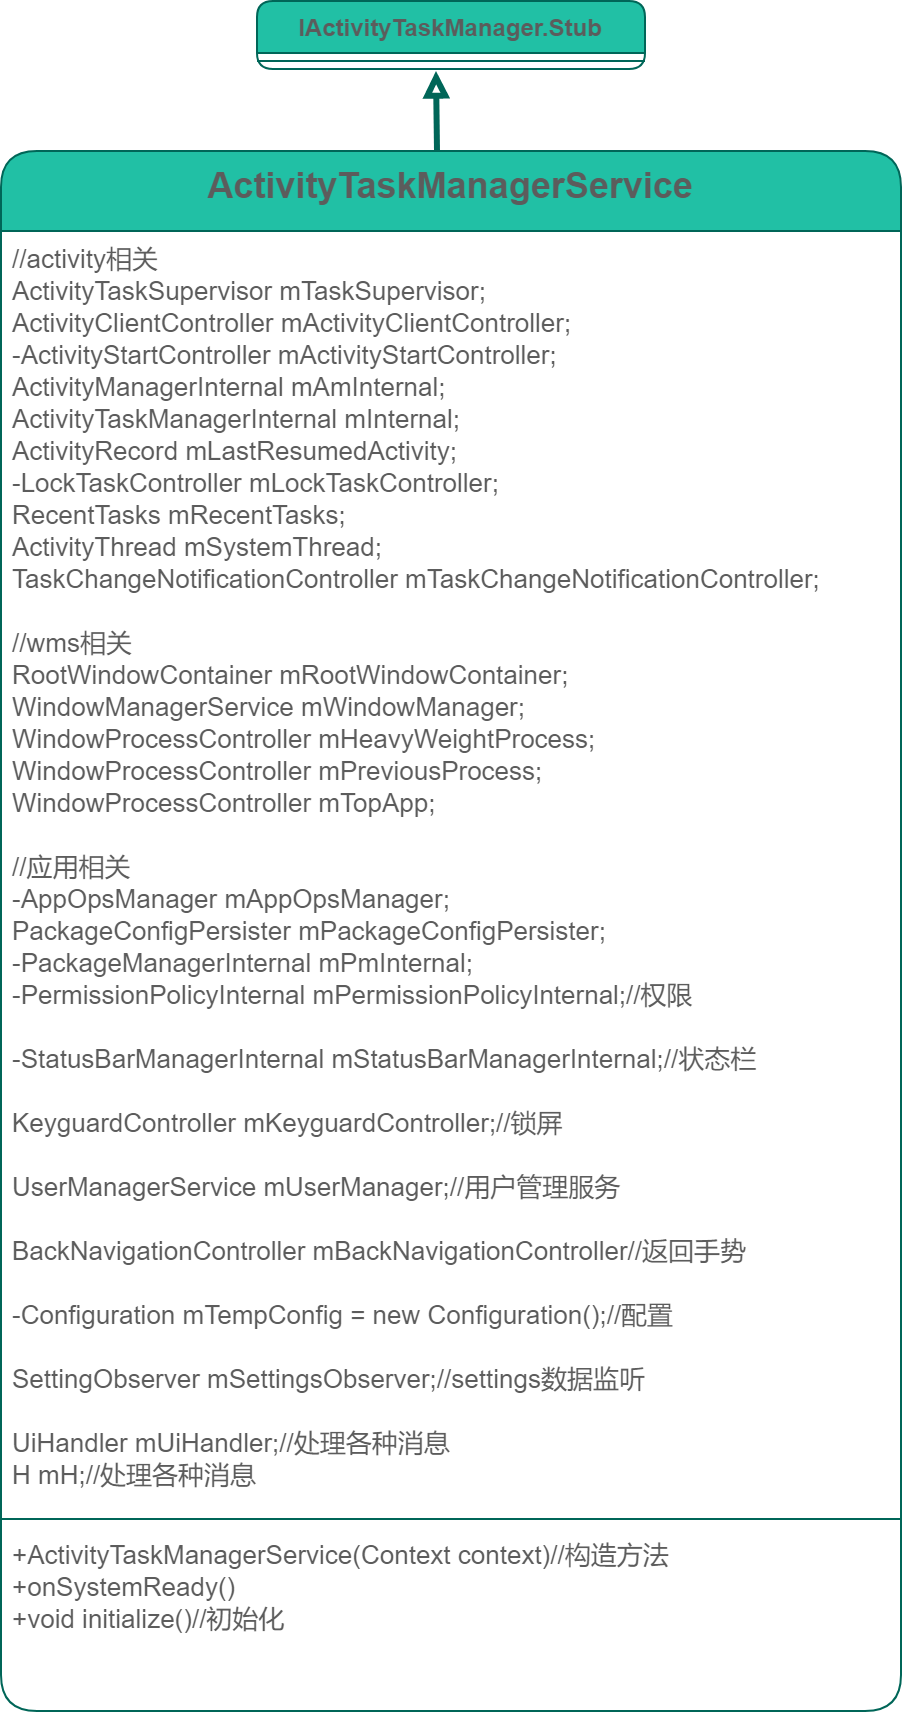 IActivityTaskManager.Stub
ActivityTaskManagerService
//activity相关
ActivityTaskSupervisor mTaskSupervisor;
ActivityClientController mActivityClientController;
-ActivityStartController mActivityStartController;
ActivityManagerInternal mAmInternal;
ActivityTaskManagerInternal mInternal;
ActivityRecord mLastResumedActivity;
-LockTaskController mLockTaskController;
RecentTasks mRecentTasks;
ActivityThread mSystemThread;
TaskChangeNotificationController mTaskChangeNotificationController;
//wms相关
RootWindowContainer mRootWindowContainer;
WindowManagerService mWindowManager;
WindowProcessController mHeavyWeightProcess;
WindowProcessController mPreviousProcess;
WindowProcessController mTopApp;
//应用相关
-AppOpsManager mAppOpsManager;
PackageConfigPersister mPackageConfigPersister;
-PackageManagerInternal mPmInternal;
-PermissionPolicyInternal mPermissionPolicyInternal;//权限
-StatusBarManagerInternal mStatusBarManagerInternal;//状态栏
KeyguardController mKeyguardController;//锁屏
UserManagerService mUserManager;//用户管理服务
BackNavigationController mBackNavigationController//返回手势
-Configuration mTempConfig = new Configuration();//配置
SettingObserver mSettingsObserver;//settings数据监听
UiHandler mUiHandler;//处理各种消息
H mH;//处理各种消息
+ActivityTaskManagerService(Context context)//构造方法
+onSystemReady()
+void initialize()//初始化